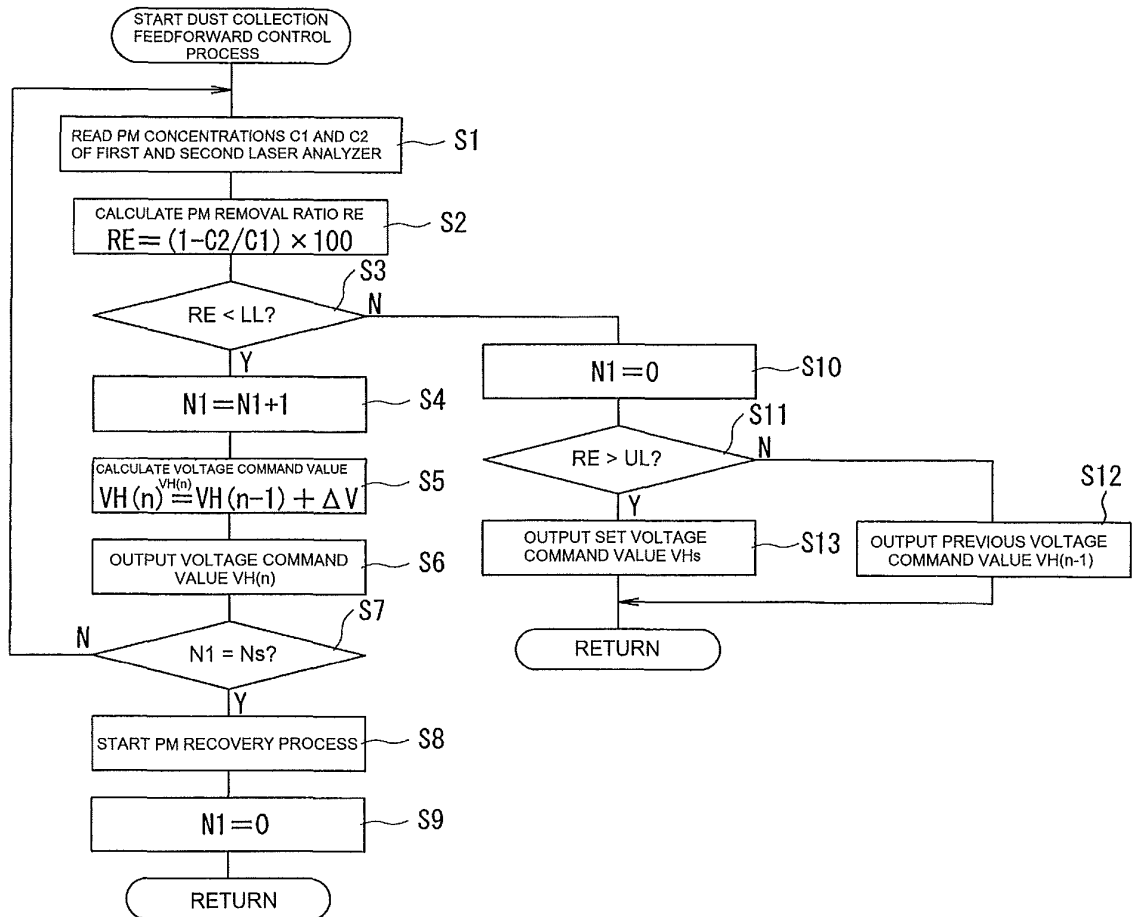 START DUST COLLECTION
FEEDFORWARD CONTROL
PROCESS
READ PM CONCENTRATIONS C1 AND C2
OF FIRST AND SECOND LASER ANALYZER
S1
CALCULATE PM REMOVAL RATIO RE
RE=(1-C2/C1)×100
S2
S3
RE < LL?
N
Y
N1=N1+1
S4
CALCULATE VOLTAGE COMMAND VALUE
VH(n)
VH(n)=VH(n-1)+ΔV
S5
OUTPUT VOLTAGE COMMAND
VALUE VH(n)
S6
S7
N
N1 = Ns?
Y
START PM RECOVERY PROCESS
S8
N1=0
S9
RETURN
N1=0
S10
S11
RE > UL?
N
Y
S12
OUTPUT SET VOLTAGE
COMMAND VALUE VHs
S13
OUTPUT PREVIOUS VOLTAGE
COMMAND VALUE VH(n-1)
RETURN